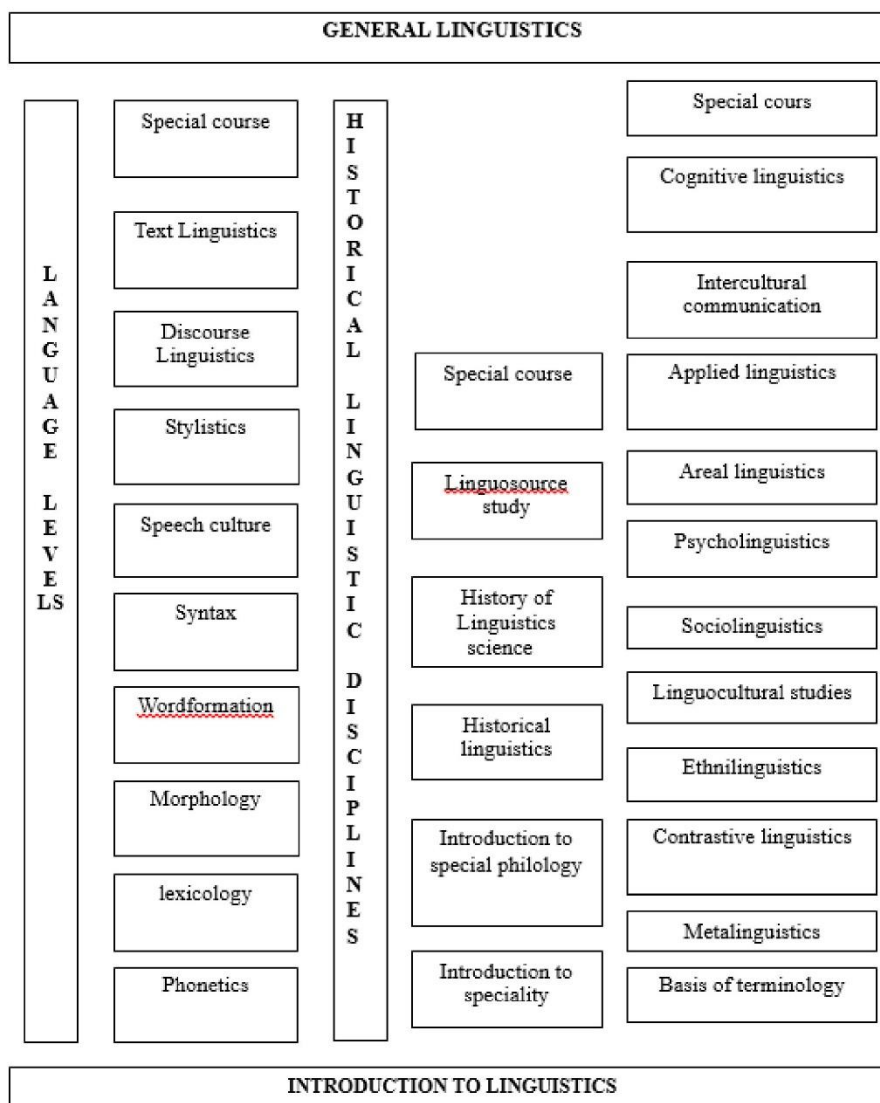 GENERAL LINGUISTICS
LANGUAGE LEVELS
Special course
Text Linguistics
Discourse
Linguistics
Stylistics
Speech culture
Syntax
Wordformation
Morphology
lexicology
Phonetics
HISTORICAL LINGUISTIC DISCIPLINES
Special course
Linguosource
study
History of
Linguistics
science
Historical
linguistics
Introduction to
special philology
Introduction to
speciality
Special cours
Cognitive linguistics
Intercultural
communication
Applied linguistics
Areal linguistics
Psycholinguistics
Sociolinguistics
Linguocultural studies
Ethnilinguistics
Contrastive linguistics
Metalinguistics
Basis of terminology
INTRODUCTION TO LINGUISTICS